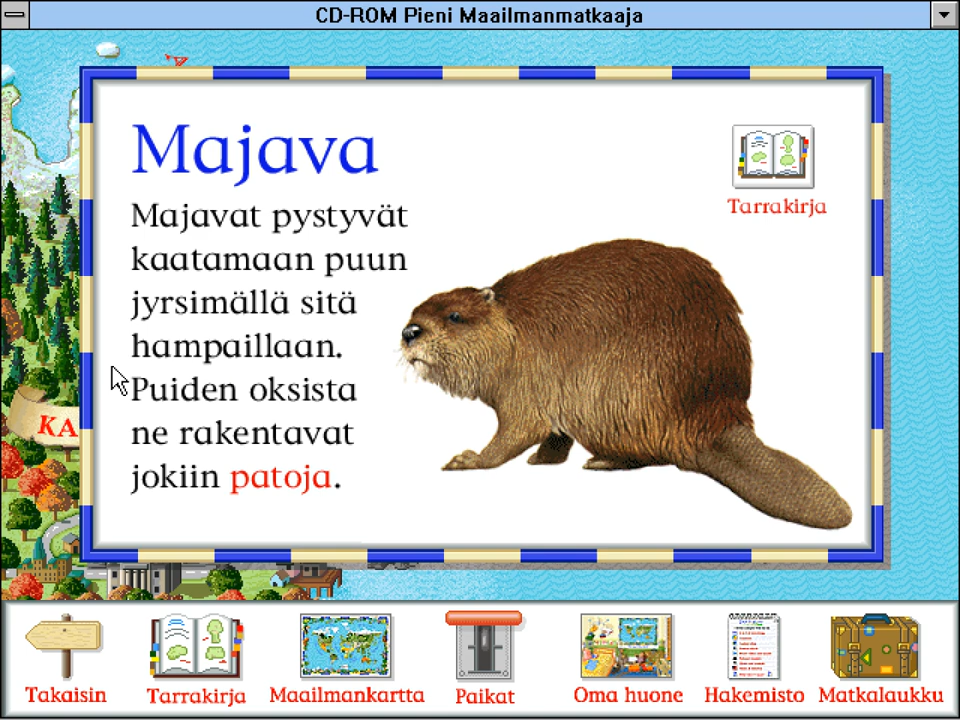 CD-ROM Pieni Maailmanmatkaaja
Majava
Tarrakirja
Majavat pystyvät
kaatamaan puun
jyrsimällä sitä
hampaillaan.
Puiden oksista
ne rakentavat
jokiin patoja.
KA
Takaisin
Tarrakirja
Maailmankartta
Paikat
Oma huone
Hakemisto
Matkalaukku